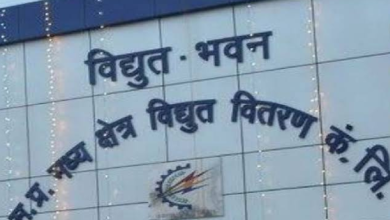 विद्युत - भवन
म.प्र. मध्य क्षेत्र विद्युत वितरण कं. लि.